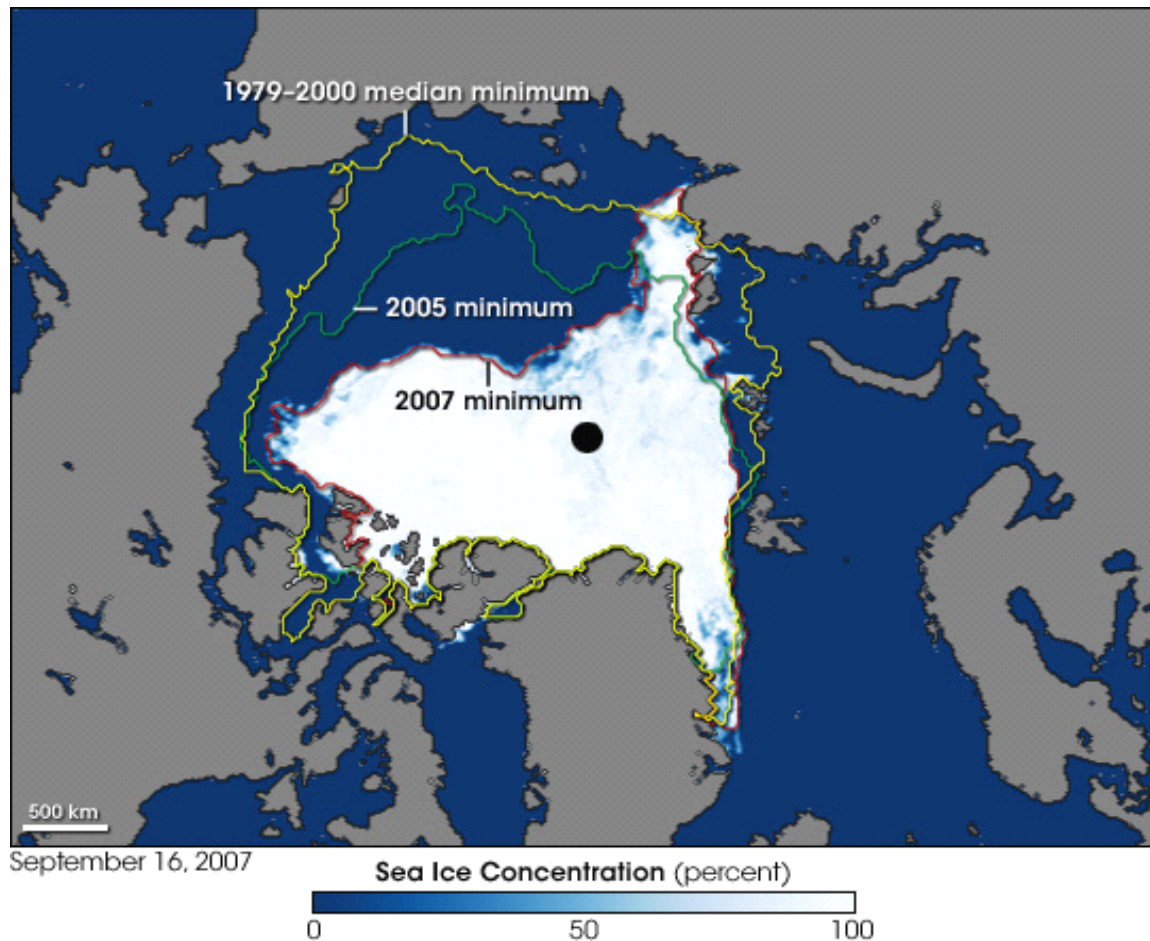 1979–2000 median minimum
2005 minimum
2007 minimum
500 km
September 16, 2007
Sea Ice Concentration (percent)
0 50 100